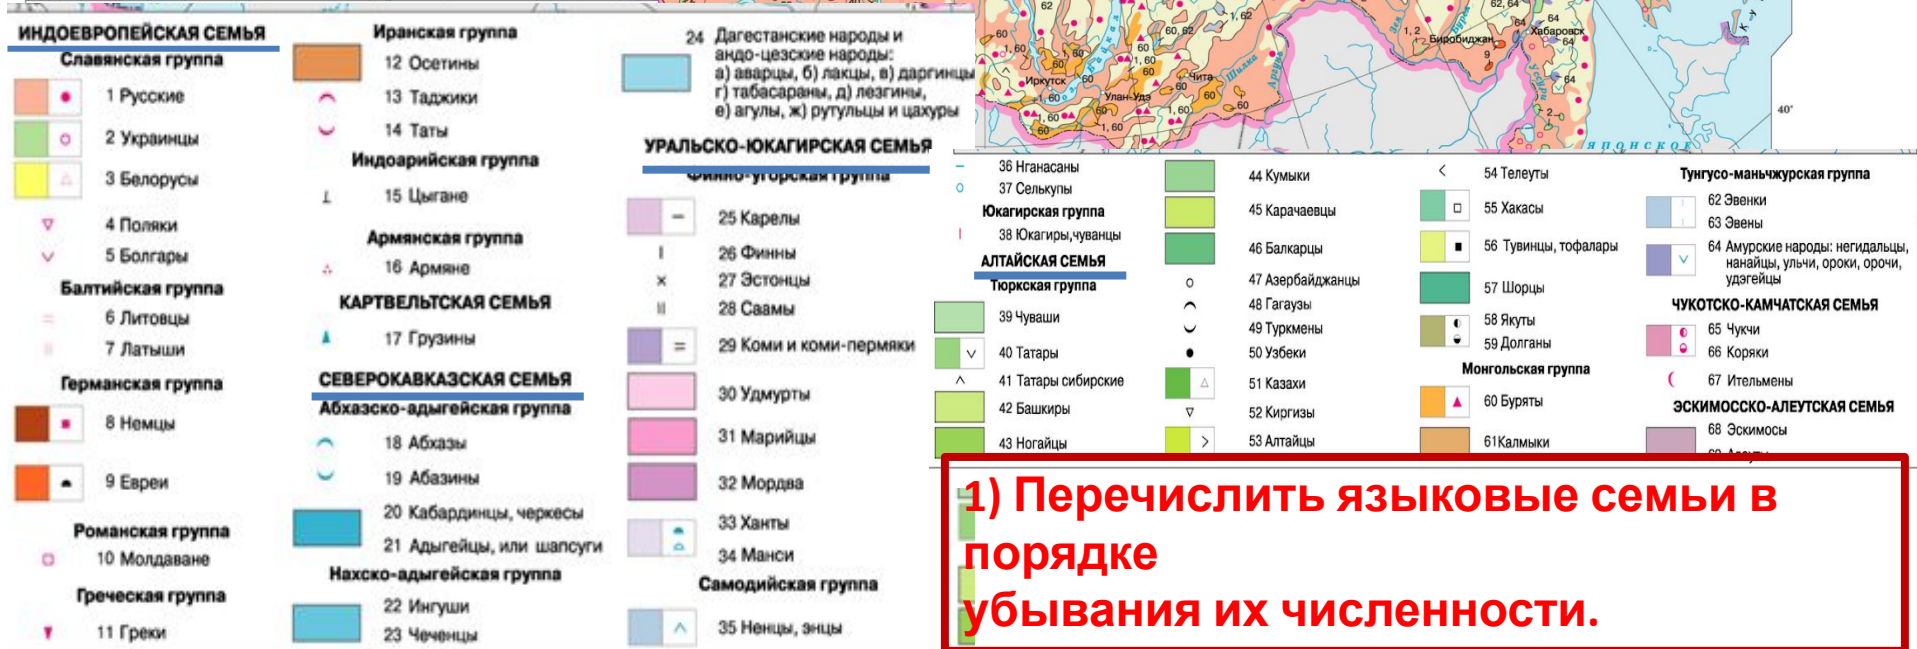 ИНДОЕВРОПЕЙСКАЯ СЕМЬЯ
Славянская группа
1 Русские
2 Украинцы
3 Белорусы
4 Поляки
5 Болгары
Балтийская группа
6 Литовцы
7 Латыши
Германская группа
8 Немцы
9 Евреи
Романская группа
10 Молдаване
Греческая группа
11 Греки
Иранская группа
12 Осетины
13 Таджики
14 Таты
Индоарийская группа
15 Цыгане
Армянская группа
16 Армяне
КАРТВЕЛЬТСКАЯ СЕМЬЯ
17 Грузины
СЕВЕРОКАВКАЗСКАЯ СЕМЬЯ
Абхазско-адыгейская группа
18 Абхазы
19 Абазины
20 Кабардинцы, черкесы
21 Адыгейцы, или шапсуги
Нахско-адыгейская группа
22 Ингуши
23 Чеченцы
24 Дагестанские народы и
андо-цезские народы:
а) аварцы, б) лакцы, в) даргинцы
г) табасараны, д) лезгины,
е) агулы, ж) рутульцы и цахуры
УРАЛЬСКО-ЮКАГИРСКАЯ СЕМЬЯ
Финно-угорская группа
25 Карелы
26 Финны
27 Эстонцы
28 Саамы
29 Коми и коми-пермяки
30 Удмурты
31 Марийцы
32 Мордва
33 Ханты
34 Манси
Самодийская группа
35 Ненцы, энцы
36 Нганасаны
37 Селькупы
Юкагирская группа
38 Юкагиры,чуванцы
АЛТАЙСКАЯ СЕМЬЯ
Тюркская группа
39 Чуваши
40 Татары
41 Татары сибирские
42 Башкиры
43 Ногайцы
44 Кумыки
45 Карачаевцы
46 Балкарцы
47 Азербайджанцы
48 Гагаузы
49 Туркмены
50 Узбеки
51 Казахи
52 Киргизы
53 Алтайцы
54 Телеуты
55 Хакасы
56 Тувинцы, тофалары
57 Шорцы
58 Якуты
59 Долганы
Монгольская группа
60 Буряты
61Калмыки
Тунгусо-маньчжурская группа
62 Эвенки
63 Эвены
64 Амурские народы: негидальцы,
нанайцы, ульчи, ороки, орочи,
удэгейцы
ЧУКОТСКО-КАМЧАТСКАЯ СЕМЬЯ
65 Чукчи
66 Коряки
67 Ительмены
ЭСКИМОССКО-АЛЕУТСКАЯ СЕМЬЯ
68 Эскимосы
Иркутск
Улан-Удэ
Чита
Шилка
Аргунь
Биробиджан
Хабаровск
Уссури
ЯПОНСКОЕ
40°
1) Перечислить языковые семьи в
порядке
убывания их численности.